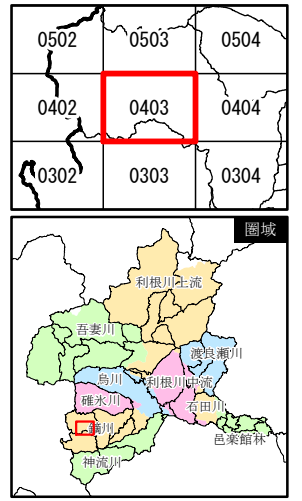 0502 0503 0504
0402 0403 0404
0302 0303 0304
圏域
利根川上流
吾妻川
渡良瀬川
烏川
利根川中流
碓氷川
石田川
鏑川
邑楽館林
神流川